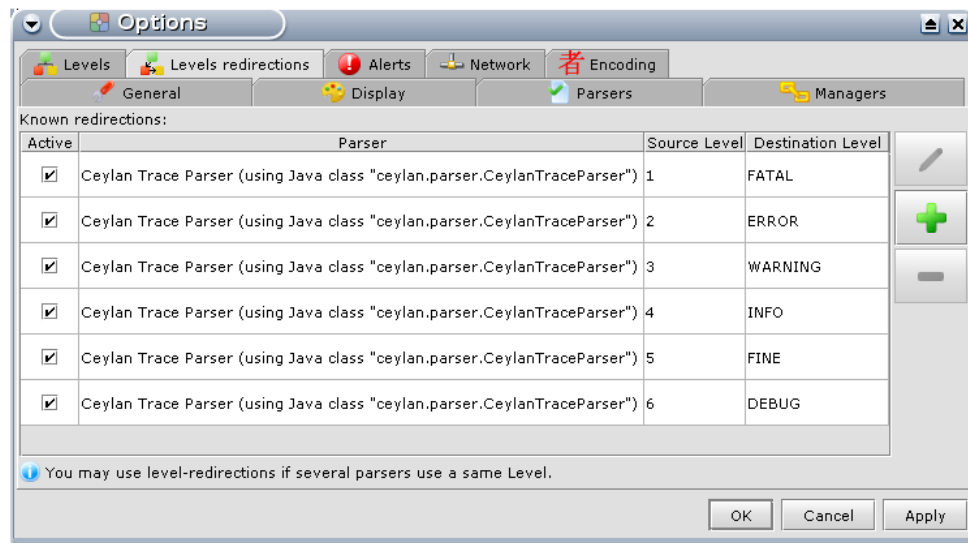 Options
Levels Levels redirections Alerts Network 者 Encoding
General Display Parsers Managers
Known redirections:
Active Parser Source Level Destination Level
Ceylan Trace Parser (using Java class "ceylan.parser.CeylanTraceParser") 1 FATAL
Ceylan Trace Parser (using Java class "ceylan.parser.CeylanTraceParser") 2 ERROR
Ceylan Trace Parser (using Java class "ceylan.parser.CeylanTraceParser") 3 WARNING
Ceylan Trace Parser (using Java class "ceylan.parser.CeylanTraceParser") 4 INFO
Ceylan Trace Parser (using Java class "ceylan.parser.CeylanTraceParser") 5 FINE
Ceylan Trace Parser (using Java class "ceylan.parser.CeylanTraceParser") 6 DEBUG
You may use level-redirections if several parsers use a same Level.
OK Cancel Apply